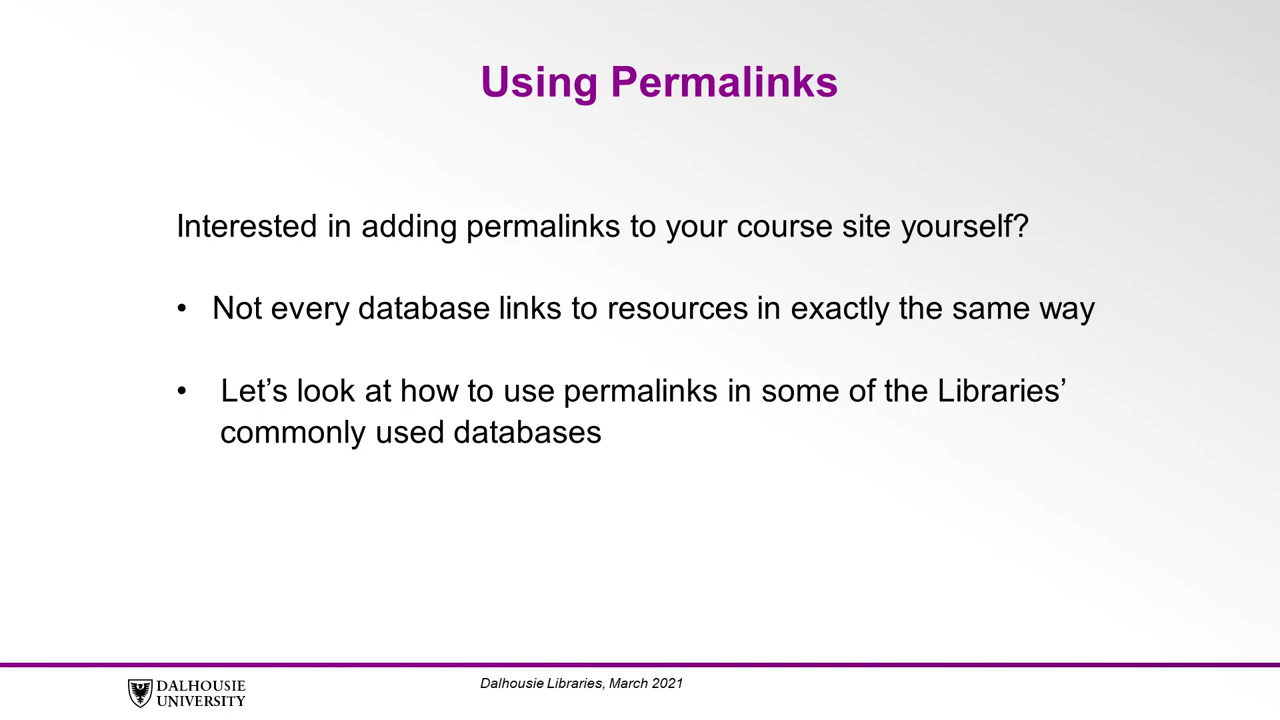 Using Permalinks
Interested in adding permalinks to your course site yourself?
• Not every database links to resources in exactly the same way
• Let’s look at how to use permalinks in some of the Libraries’
commonly used databases
DALHOUSIE
UNIVERSITY
Dalhousie Libraries, March 2021